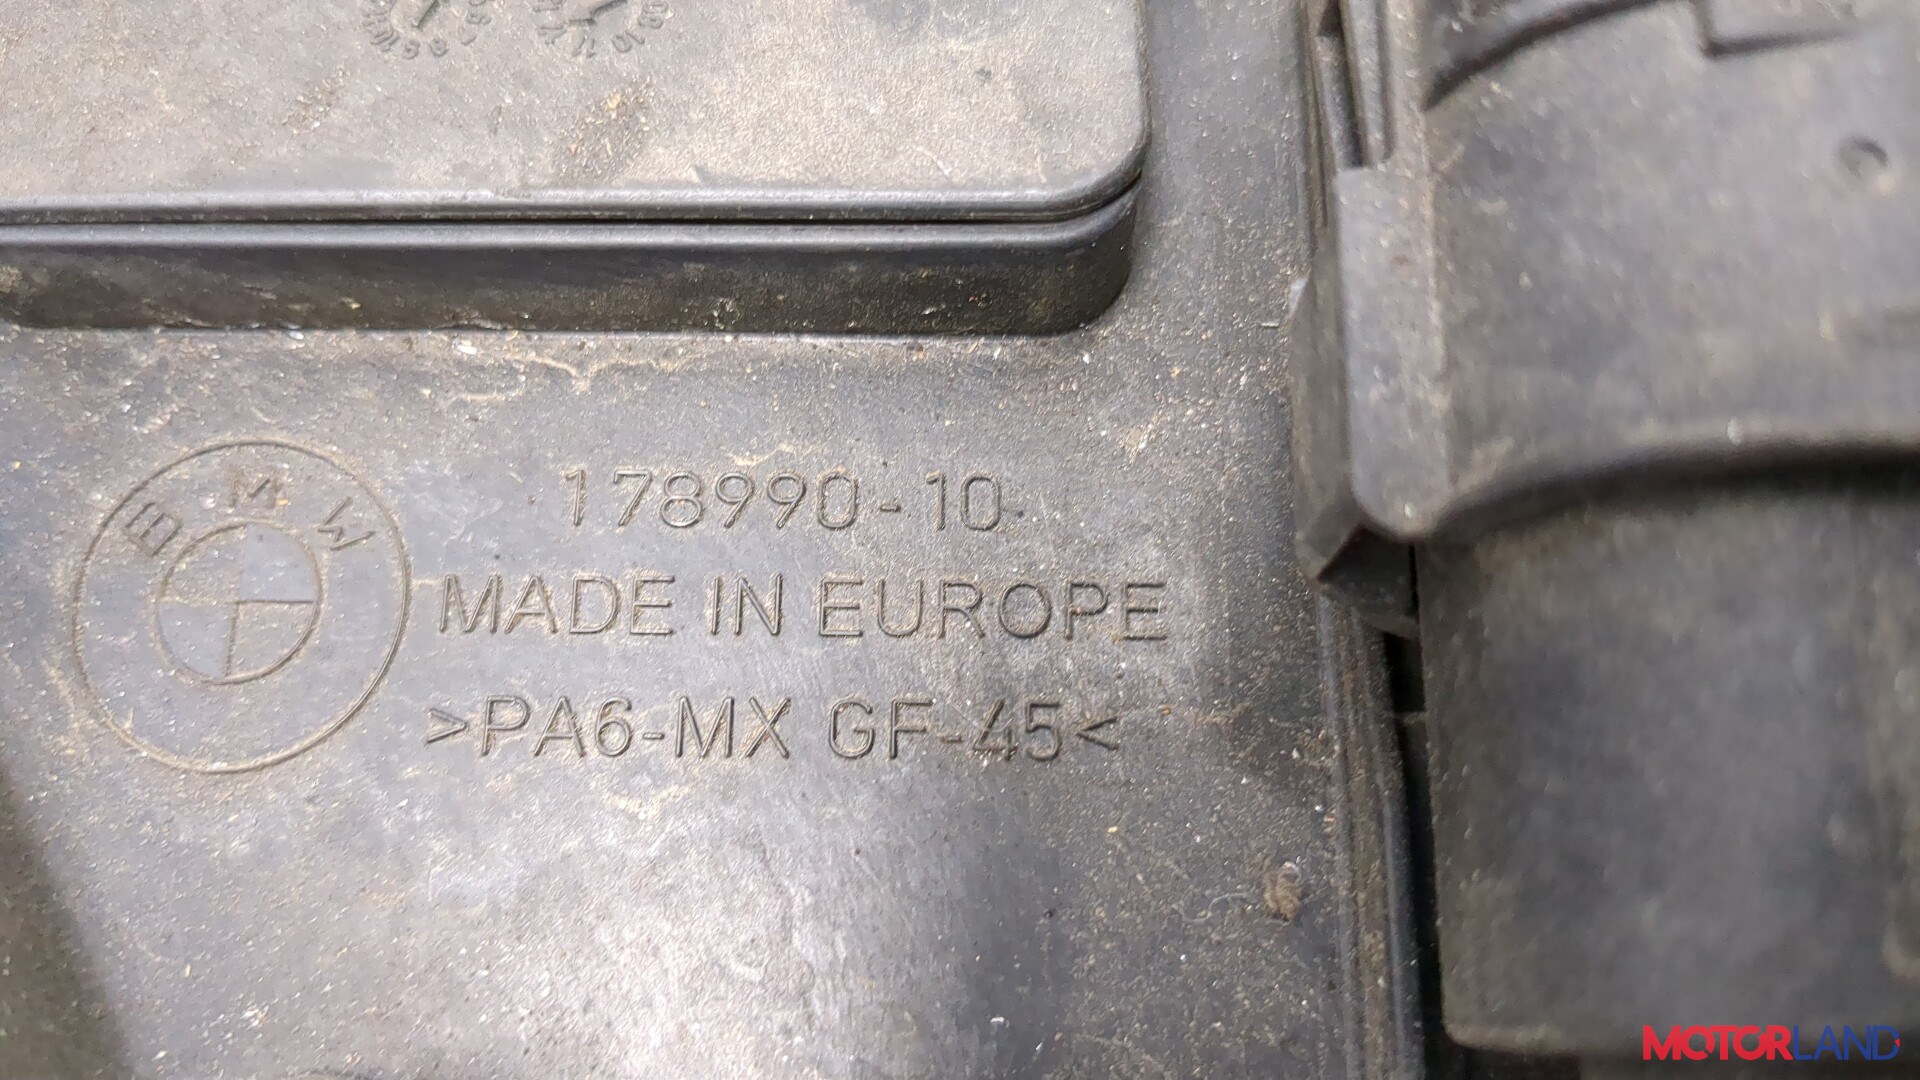 BMW
178990-10
MADE IN EUROPE
>PA6-MX GF-45<
MOTORLAND